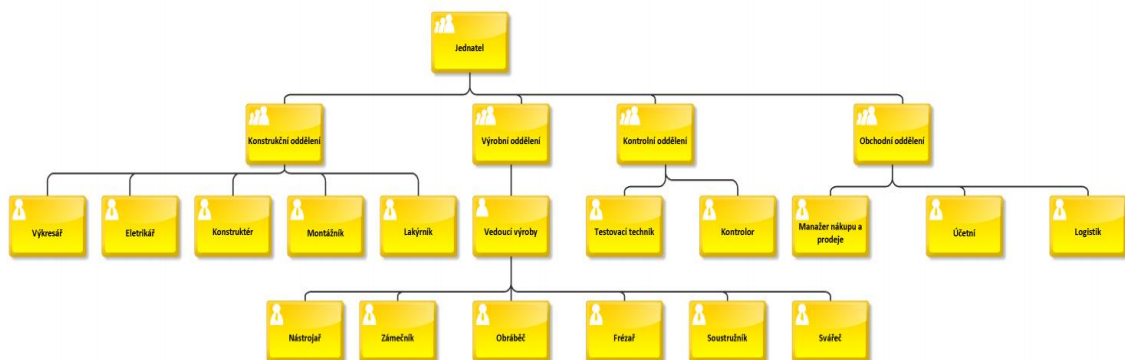 Jednatel
Konstrukční oddělení
Výrobní oddělení
Kontrolní oddělení
Obchodní oddělení
Výkresář
Eletrikář
Konstruktér
Montážník
Lakýrník
Vedoucí výroby
Testovací technik
Kontrolor
Manažer nákupu a
prodeje
Účetní
Logistik
Nástrojař
Zámečník
Obráběč
Frézař
Soustružník
Svářeč